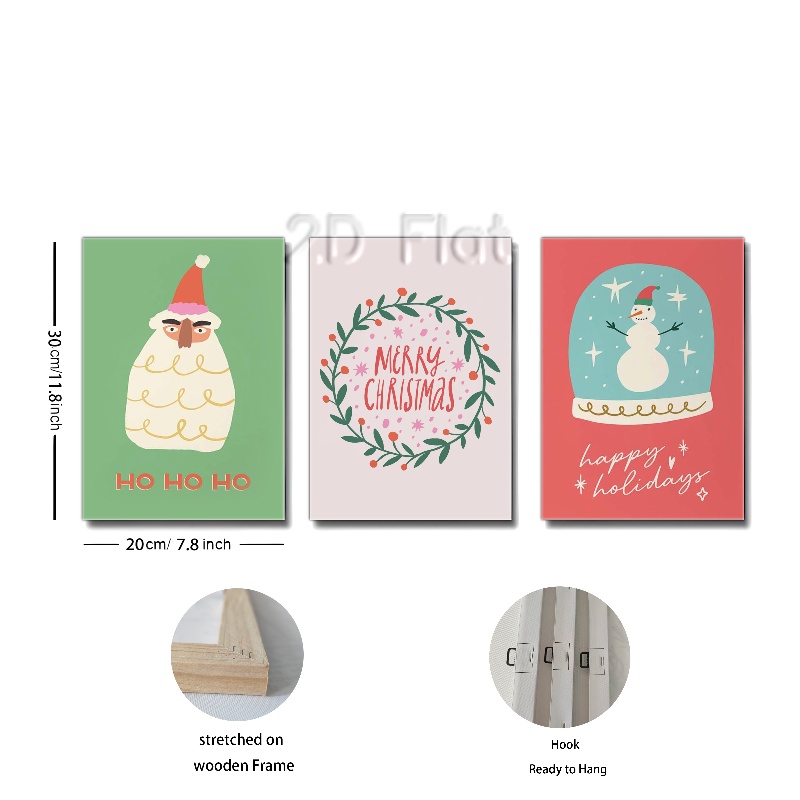 2D Flat
30cm/11.8inch
HO HO HO
MERRY
CHRISTMAS
happy
holidays
20cm/ 7.8 inch
stretched on
wooden Frame
Hook
Ready to Hang